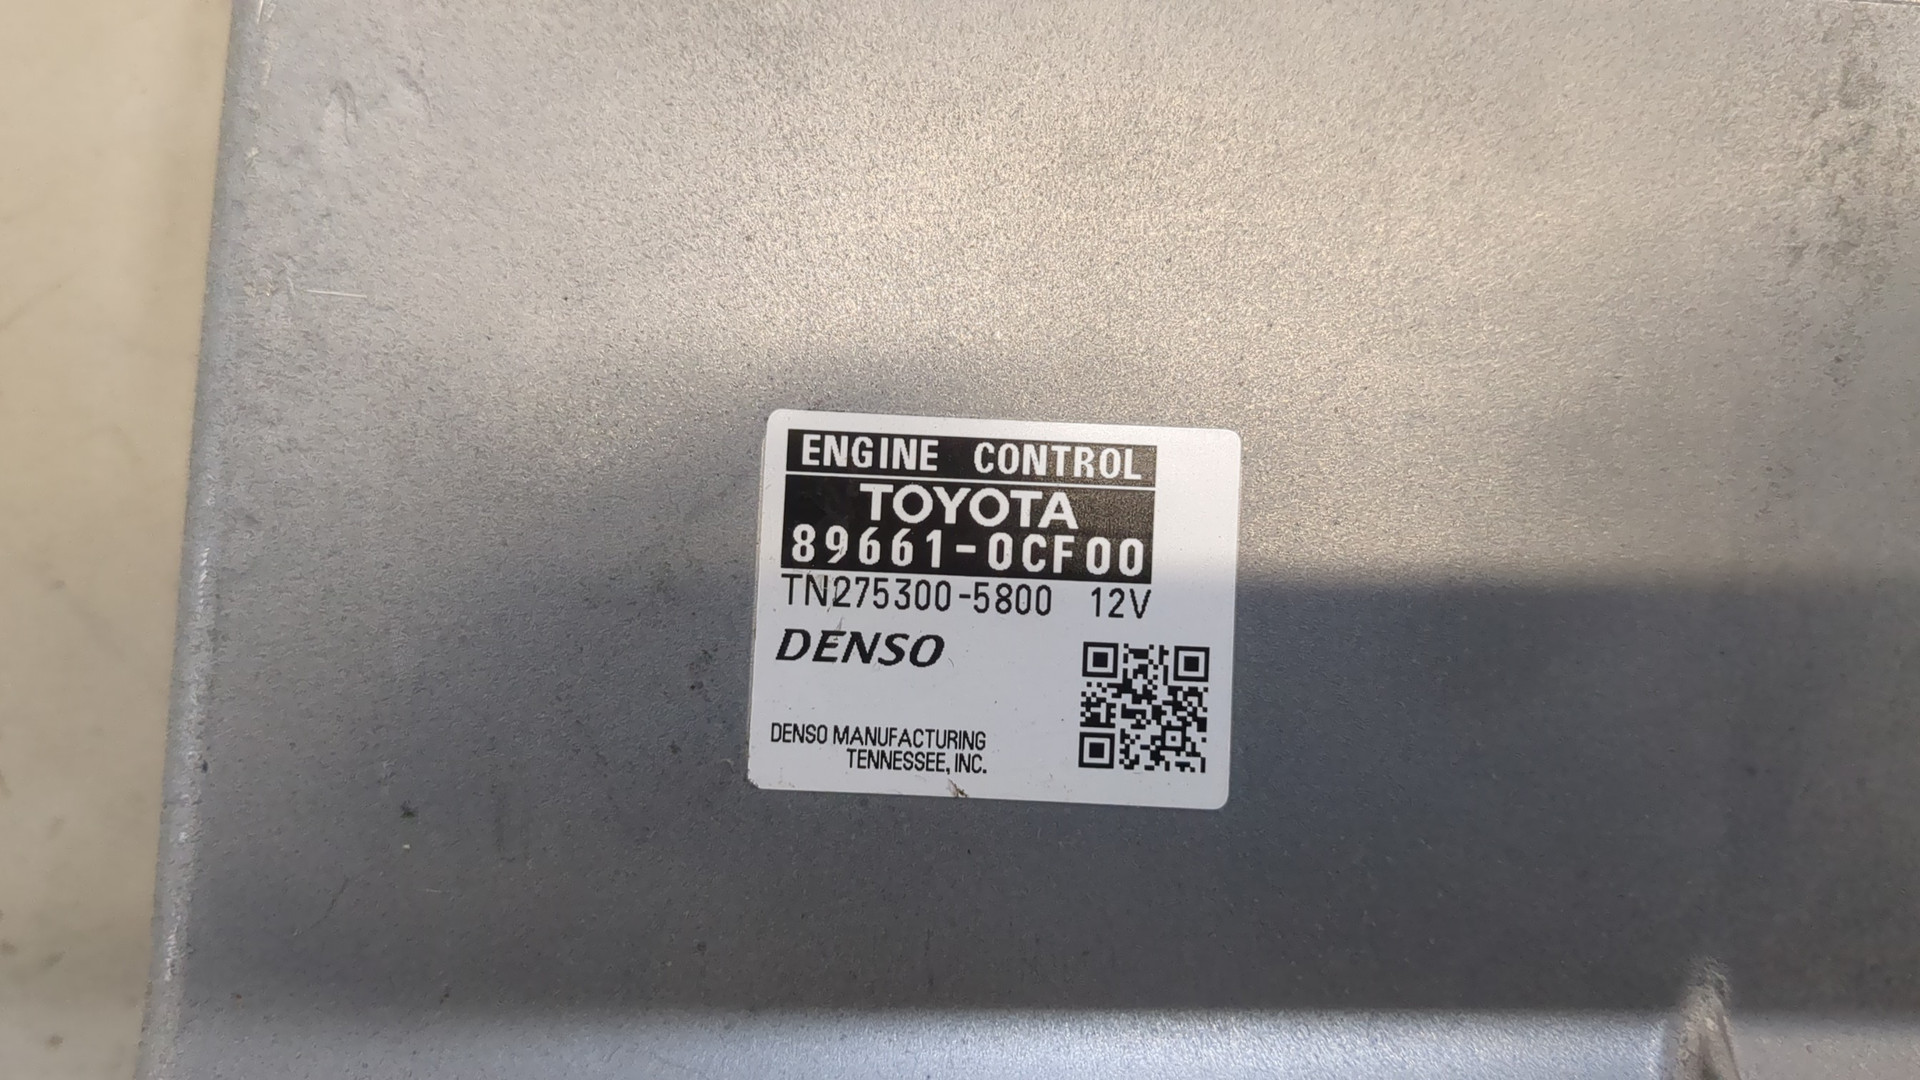 ENGINE CONTROL
TOYOTA
89661-0CF00
TN275300-5800 12V
DENSO
DENSO MANUFACTURING
TENNESSEE, INC.